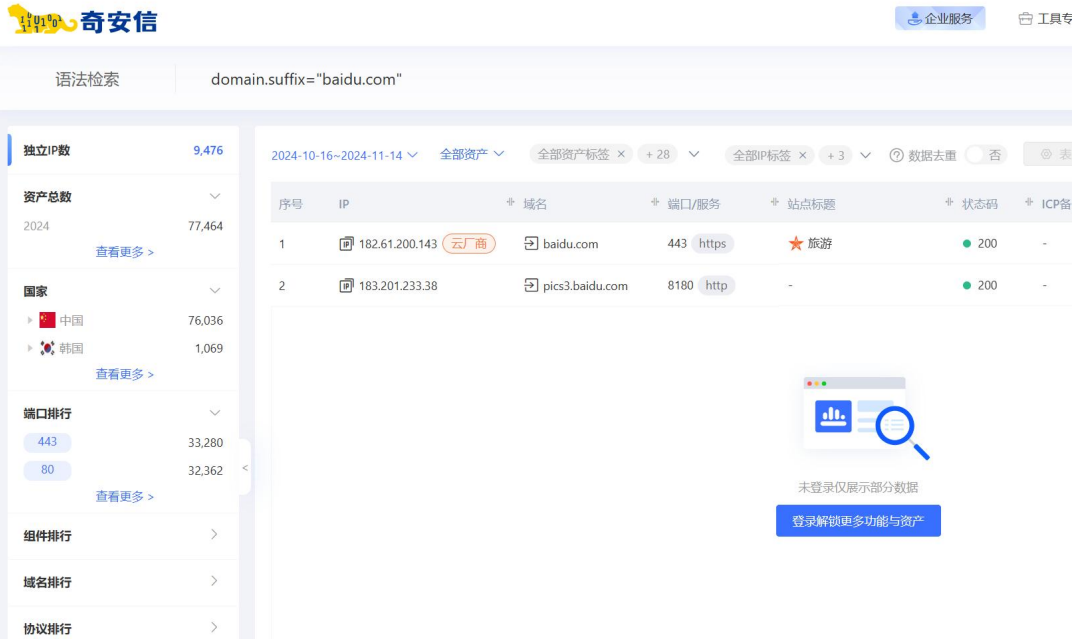 奇安信
企业服务
工具专
语法检索
domain.suffix="baidu.com"
独立IP数 9,476
资产总数
2024 77,464
查看更多 >
国家
中国 76,036
韩国 1,069
查看更多 >
端口排行
443 33,280
80 32,362
查看更多 >
组件排行
域名排行
协议排行
2024-10-16~2024-11-14 全部资产 全部资产标签 × + 28 全部IP标签 × + 3 数据去重 否 表
序号 IP 域名 端口/服务 站点标题 状态码 ICP备
1 182.61.200.143 云厂商 baidu.com 443 https 旅游 200 -
2 183.201.233.38 pics3.baidu.com 8180 http - 200 -
未登录仅展示部分数据
登录解锁更多功能与资产